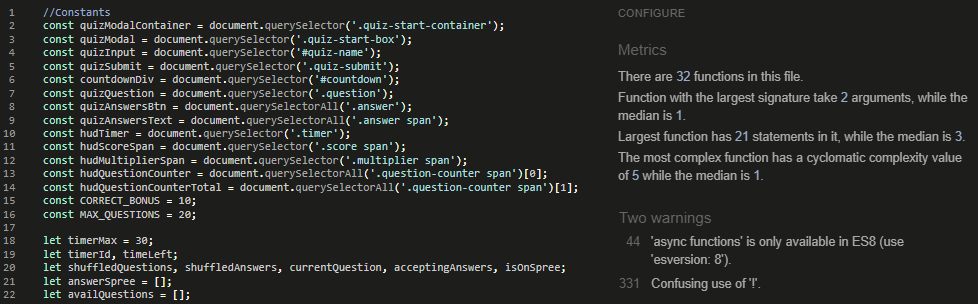 1 //Constants
2 const quizModalContainer = document.querySelector('.quiz-start-container');
3 const quizModal = document.querySelector('.quiz-start-box');
4 const quizInput = document.querySelector('#quiz-name');
5 const quizSubmit = document.querySelector('.quiz-submit');
6 const countdownDiv = document.querySelector('#countdown');
7 const quizQuestion = document.querySelector('.question');
8 const quizAnswersBtn = document.querySelectorAll('.answer');
9 const quizAnswersText = document.querySelectorAll('.answer span');
10 const hudTimer = document.querySelector('.timer');
11 const hudScoreSpan = document.querySelector('.score span');
12 const hudMultiplierSpan = document.querySelector('.multiplier span');
13 const hudQuestionCounter = document.querySelectorAll('.question-counter span')[0];
14 const hudQuestionCounterTotal = document.querySelectorAll('.question-counter span')[1];
15 const CORRECT_BONUS = 10;
16 const MAX_QUESTIONS = 20;
17
18 let timerMax = 30;
19 let timerId, timeLeft;
20 let shuffledQuestions, shuffledAnswers, currentQuestion, acceptingAnswers, isOnSpree;
21 let answerSpree = [];
22 let availQuestions = [];
CONFIGURE
Metrics
There are 32 functions in this file.
Function with the largest signature take 2 arguments, while the
median is 1.
Largest function has 21 statements in it, while the median is 3.
The most complex function has a cyclomatic complexity value
of 5 while the median is 1.
Two warnings
44 'async functions' is only available in ES8 (use
'esversion: 8').
331 Confusing use of '!'.